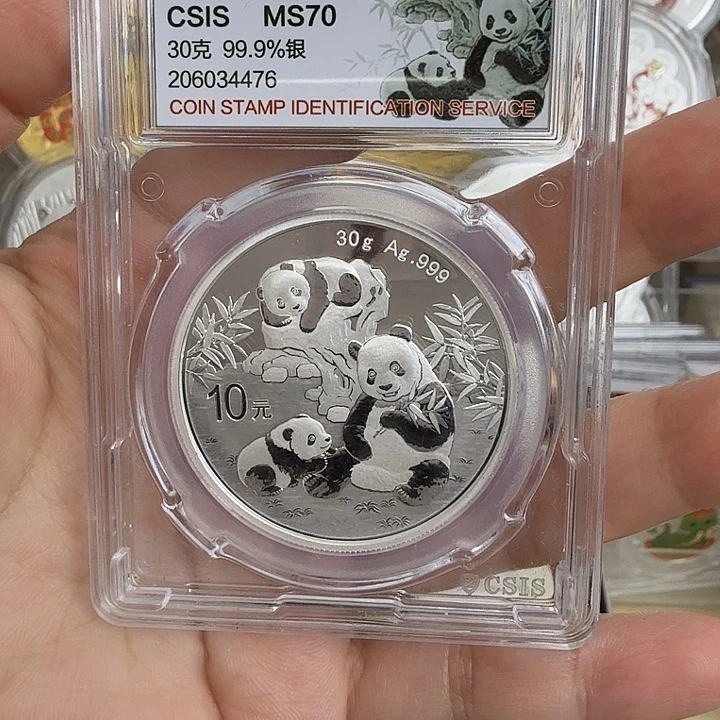 CSIS MS70
30克 99.9%银
206034476
COIN STAMP IDENTIFICATION SERVICE
30g Ag.999
10元
CSIS